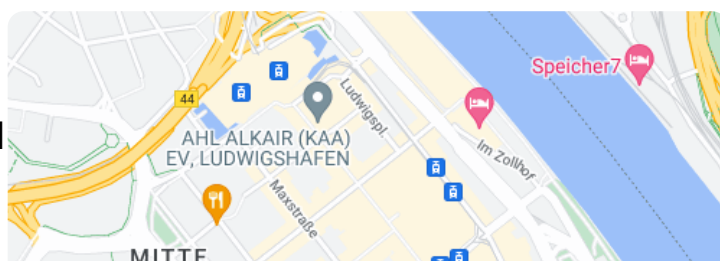 Speicher7
44
Ludwigspl.
AHL ALKAIR (KAA)
EV, LUDWIGSHAFEN
Im Zollhof
Maxstraße
MITTE